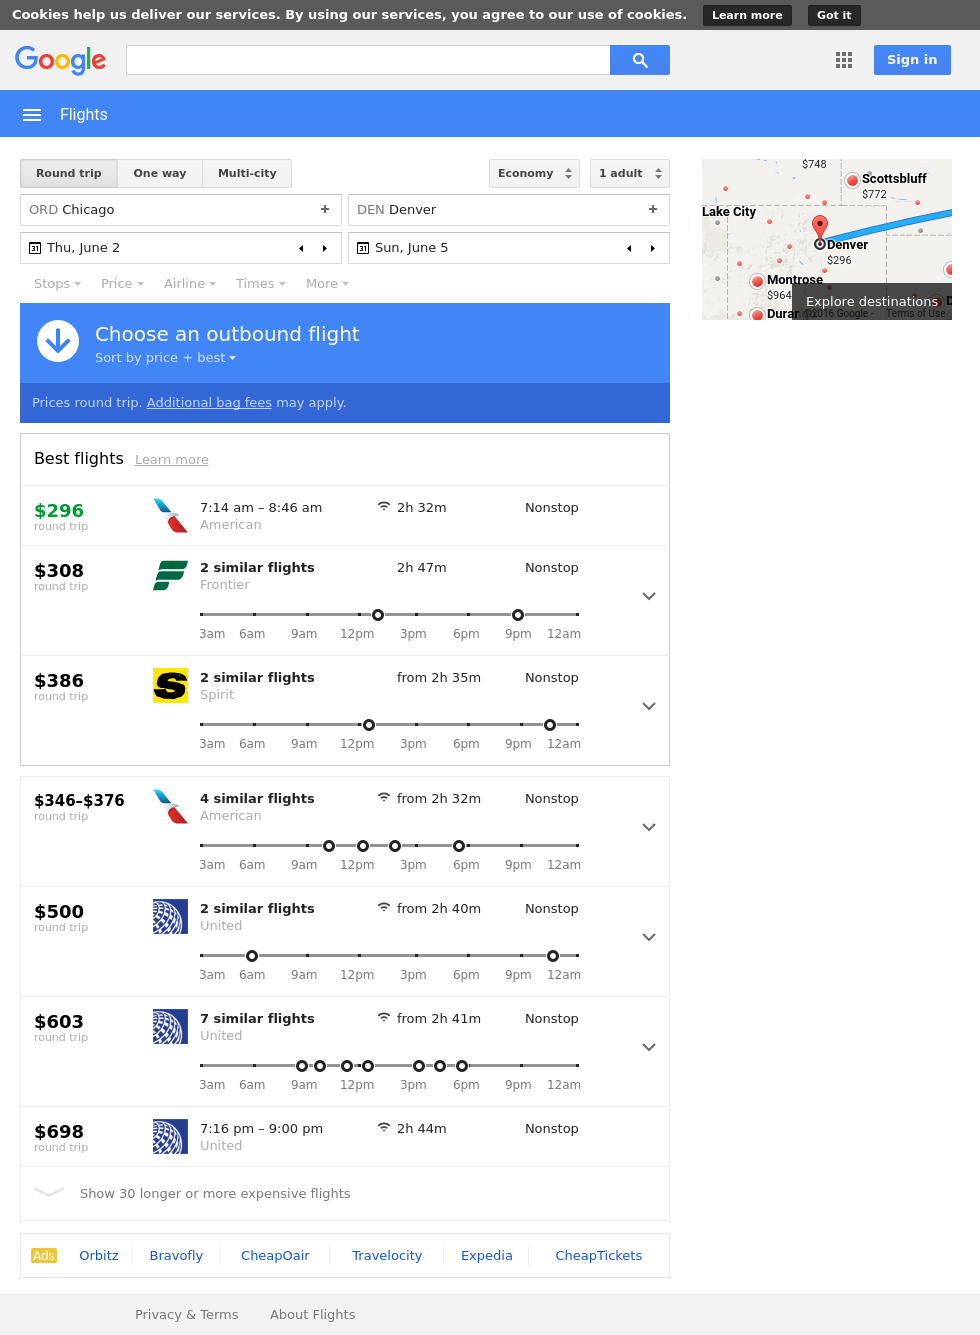 Cookies help us deliver our services. By using our services, you agree to our use of cookies. Learn more Got it
Google Sign in
Flights
Round trip One way Multi-city Economy 1 adult
ORD Chicago + DEN Denver +
31 Thu, June 2 31 Sun, June 5
Stops Price Airline Times More
Choose an outbound flight
Sort by price + best
Prices round trip. Additional bag fees may apply.
$748
Scottsbluff
$772
Lake City
Denver
$296
Montrose
$964
Explore destinations
©2016 Google - Terms of Use
Best flights Learn more
$296 7:14 am – 8:46 am 2h 32m Nonstop
round trip American
$308 2 similar flights 2h 47m Nonstop
round trip Frontier
3am 6am 9am 12pm 3pm 6pm 9pm 12am
$386 2 similar flights from 2h 35m Nonstop
round trip Spirit
3am 6am 9am 12pm 3pm 6pm 9pm 12am
$346–$376 4 similar flights from 2h 32m Nonstop
round trip American
3am 6am 9am 12pm 3pm 6pm 9pm 12am
$500 2 similar flights from 2h 40m Nonstop
round trip United
3am 6am 9am 12pm 3pm 6pm 9pm 12am
$603 7 similar flights from 2h 41m Nonstop
round trip United
3am 6am 9am 12pm 3pm 6pm 9pm 12am
$698 7:16 pm – 9:00 pm 2h 44m Nonstop
round trip United
Show 30 longer or more expensive flights
Ads Orbitz Bravofly CheapOair Travelocity Expedia CheapTickets
Privacy & Terms About Flights